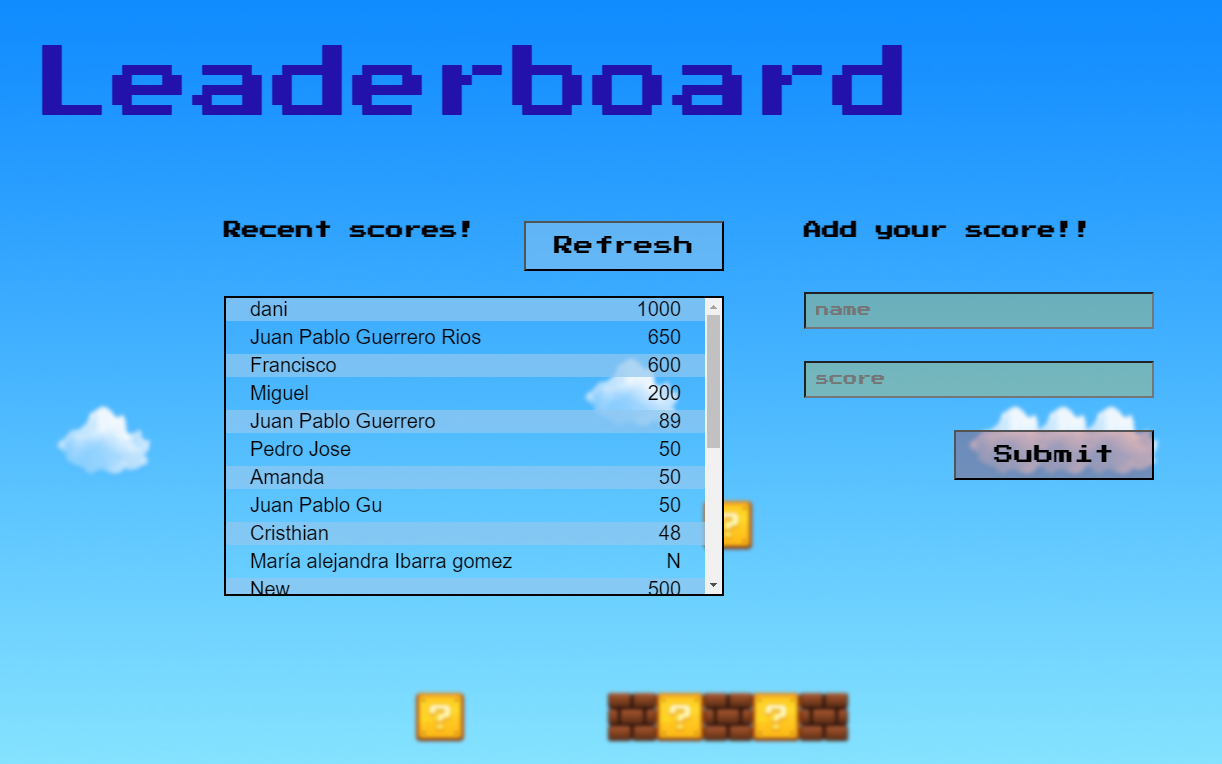 Leaderboard
Recent scores!
Refresh
dani 1000
Juan Pablo Guerrero Rios 650
Francisco 600
Miguel 200
Juan Pablo Guerrero 89
Pedro Jose 50
Amanda 50
Juan Pablo Gu 50
Cristhian 48
María alejandra Ibarra gomez N
New 500
Add your score!!
name
score
Submit
?
?
? ?